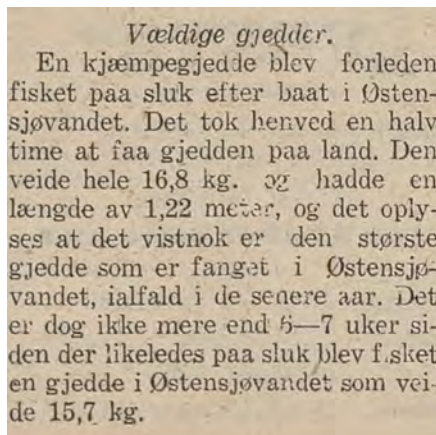 Vældige gjedder.
En kjæmpegjedde blev forleden
fisket paa sluk efter baat i Østen-
sjøvandet. Det tok henved en halv
time at faa gjedden paa land. Den
veide hele 16,8 kg. og hadde en
længde av 1,22 meter, og det oply-
ses at det vistnok er den største
gjedde som er fanget i Østensjø-
vandet, ialfald i de senere aar. Det
er dog ikke mere end 6—7 uker si-
den der likeledes paa sluk blev fisket
en gjedde i Østensjøvandet som vei-
de 15,7 kg.